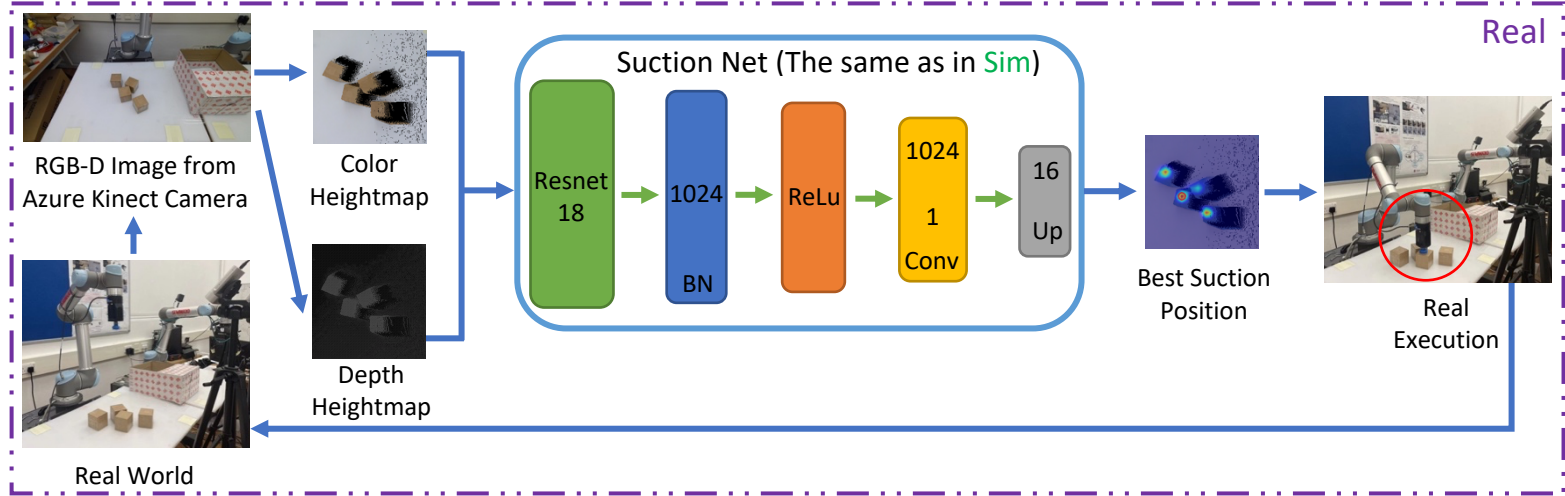 Real
RGB-D Image from
Azure Kinect Camera
Real World
Color
Heightmap
Depth
Heightmap
Suction Net (The same as in Sim)
Resnet
18
1024
BN
ReLu
1024
1
Conv
16
Up
Best Suction
Position
Real
Execution